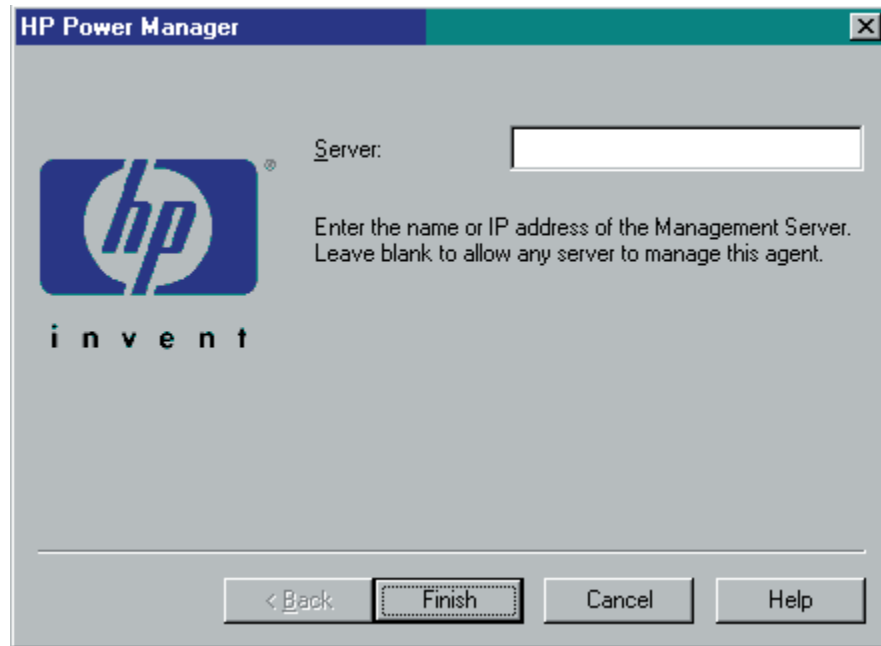 HP Power Manager
Server:
hp
®
invent
Enter the name or IP address of the Management Server.
Leave blank to allow any server to manage this agent.
< Back
Finish
Cancel
Help